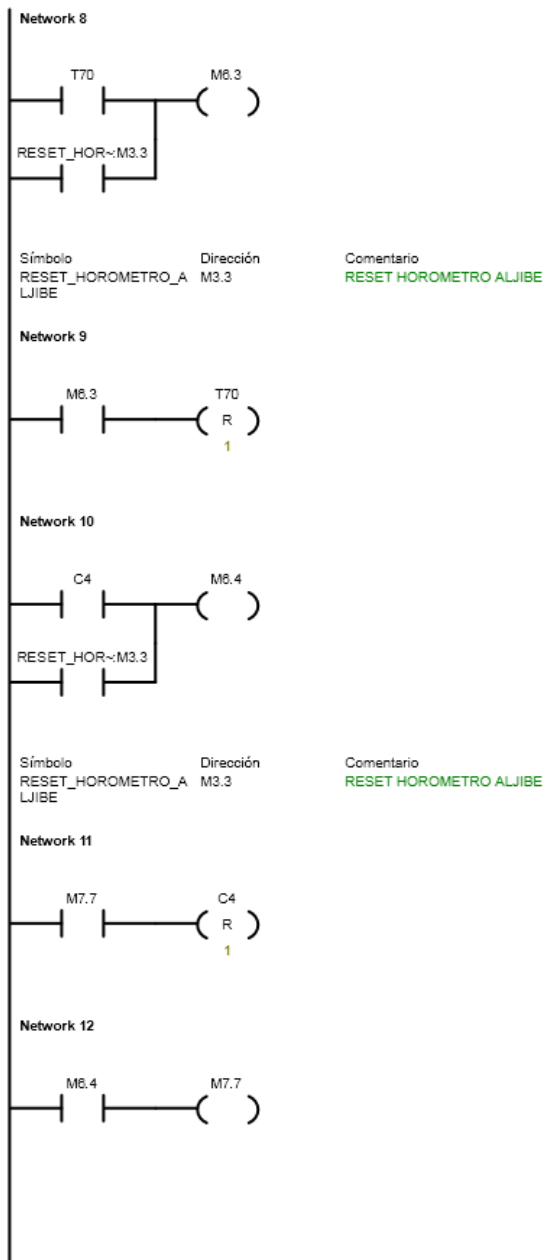 Network 8
T70 M6.3
RESET_HOR~:M3.3
Símbolo Dirección Comentario
RESET_HOROMETRO_A M3.3 RESET HOROMETRO ALJIBE
LJIBE
Network 9
M6.3 T70
R
1
Network 10
C4 M6.4
RESET_HOR~:M3.3
Símbolo Dirección Comentario
RESET_HOROMETRO_A M3.3 RESET HOROMETRO ALJIBE
LJIBE
Network 11
M7.7 C4
R
1
Network 12
M6.4 M7.7